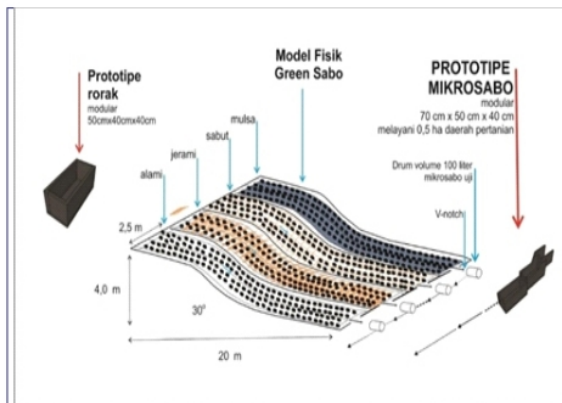 Prototipe
rorak
modular
50cmx40cmx40cm
Model Fisik
Green Sabo
PROTOTIPE
MIKROSABO
modular
70 cm x 50 cm x 40 cm
melayani 0,5 ha daerah pertanian
mulsa
sabut
jerami
alami
Drum volume 100 liter
mikrosabo uji
V-notch
2,5 m
4,0 m
30°
20 m